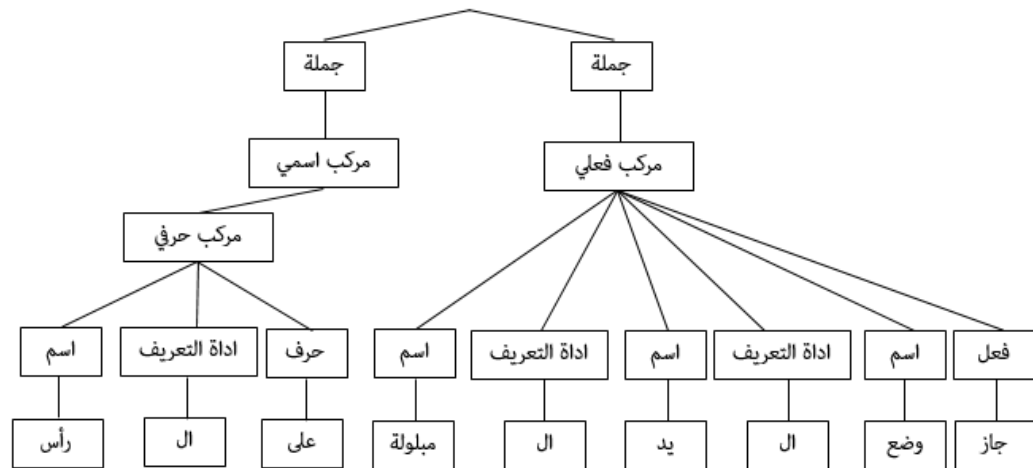 جملة جملة
مركب فعلي مركب اسمي
مركب حرفي
فعل اسم اداة التعريف اسم اداة التعريف اسم حرف اداة التعريف اسم
جاز وضع ال يد ال مبلولة على ال رأس